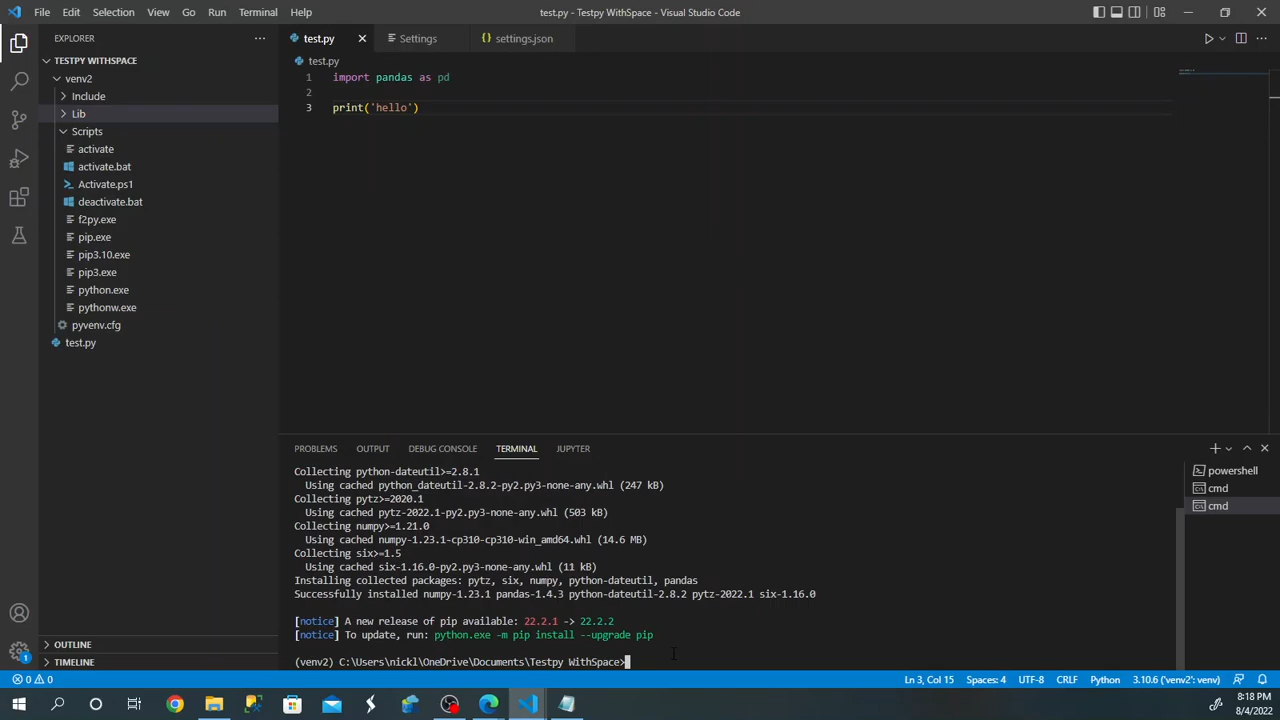 File Edit Selection View Go Run Terminal Help
test.py - Testpy WithSpace - Visual Studio Code
EXPLORER
TESTPY WITHSPACE
venv2
Include
Lib
Scripts
activate
activate.bat
Activate.ps1
deactivate.bat
f2py.exe
pip.exe
pip3.10.exe
pip3.exe
python.exe
pythonw.exe
pyvenv.cfg
test.py
OUTLINE
TIMELINE
test.py Settings settings.json
test.py
1 import pandas as pd
2
3 print('hello')
PROBLEMS OUTPUT DEBUG CONSOLE TERMINAL JUPYTER
Collecting python-dateutil>=2.8.1
Using cached python_dateutil-2.8.2-py2.py3-none-any.whl (247 kB)
Collecting pytz>=2020.1
Using cached pytz-2022.1-py2.py3-none-any.whl (503 kB)
Collecting numpy>=1.21.0
Using cached numpy-1.23.1-cp310-cp310-win_amd64.whl (14.6 MB)
Collecting six>=1.5
Using cached six-1.16.0-py2.py3-none-any.whl (11 kB)
Installing collected packages: pytz, six, numpy, python-dateutil, pandas
Successfully installed numpy-1.23.1 pandas-1.4.3 python-dateutil-2.8.2 pytz-2022.1 six-1.16.0
[notice] A new release of pip available: 22.2.1 -> 22.2.2
[notice] To update, run: python.exe -m pip install --upgrade pip
(venv2) C:\Users\nickl\OneDrive\Documents\Testpy WithSpace>
powershell
cmd
cmd
1
0 0
Ln 3, Col 15 Spaces: 4 UTF-8 CRLF Python 3.10.6 ('venv2': venv)
8:18 PM
8/4/2022